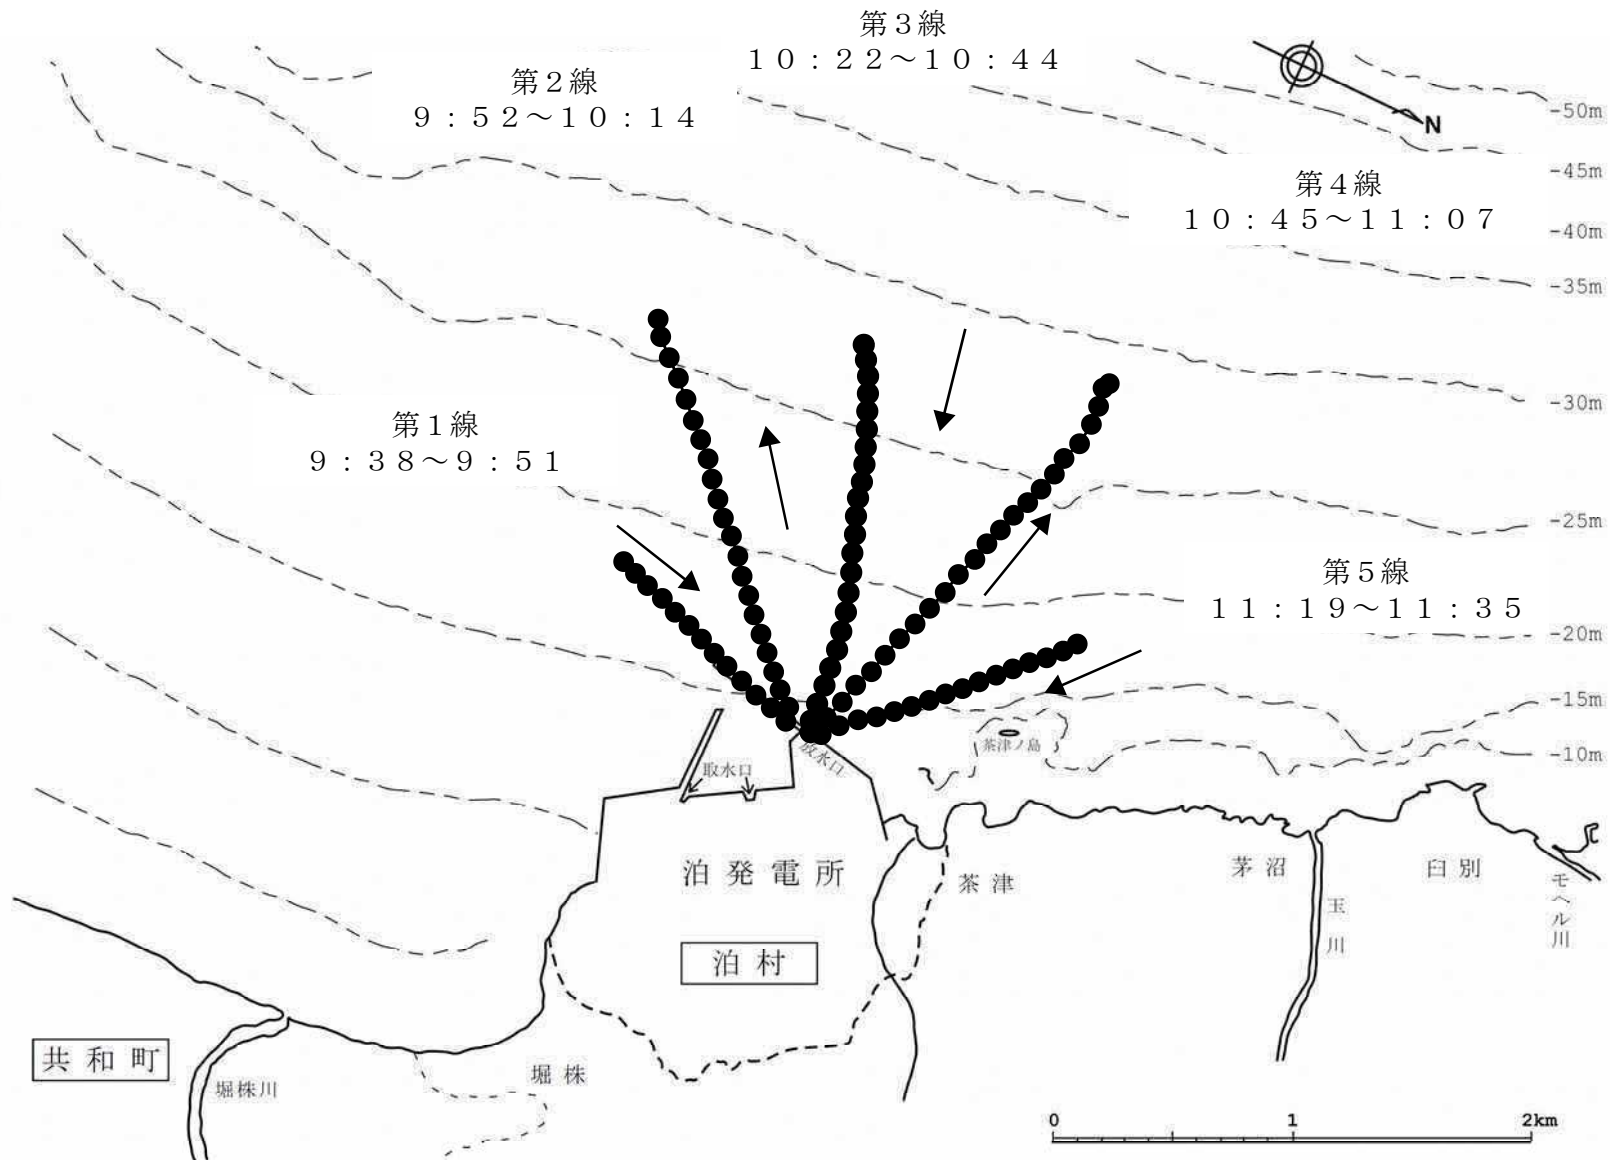 第３線
１０：２２～１０：４４
第２線
９：５２～１０：１４
N
-50m
第４線
１０：４５～１１：０７
-45m
-40m
-35m
-30m
第１線
９：３８～９：５１
-25m
第５線
１１：１９～１１：３５
-20m
-15m
-10m
茶津ノ島
放水口
取水口
泊発電所
茶津
茅沼
臼別
玉川
モヘル川
泊村
共和町
堀株川
堀株
0 1 2km